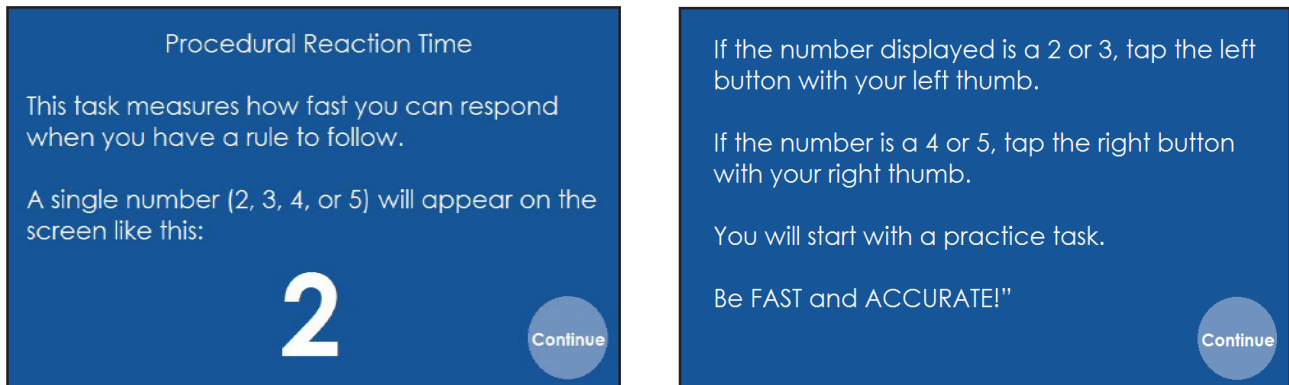 Procedural Reaction Time
This task measures how fast you can respond
when you have a rule to follow.
A single number (2, 3, 4, or 5) will appear on the
screen like this:
2
Continue
If the number displayed is a 2 or 3, tap the left
button with your left thumb.
If the number is a 4 or 5, tap the right button
with your right thumb.
You will start with a practice task.
Be FAST and ACCURATE!”
Continue